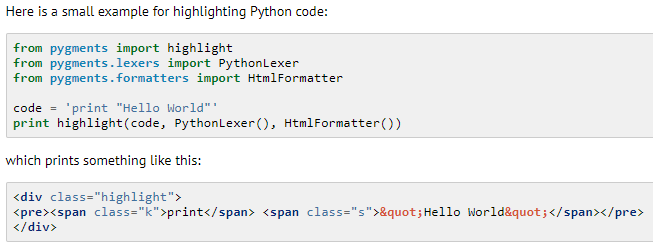 Here is a small example for highlighting Python code:
from pygments import highlight
from pygments.lexers import PythonLexer
from pygments.formatters import HtmlFormatter
code = 'print "Hello World"'
print highlight(code, PythonLexer(), HtmlFormatter())
which prints something like this:
<div class="highlight">
<pre><span class="k">print</span> <span class="s">&quot;Hello World&quot;</span></pre>
</div>